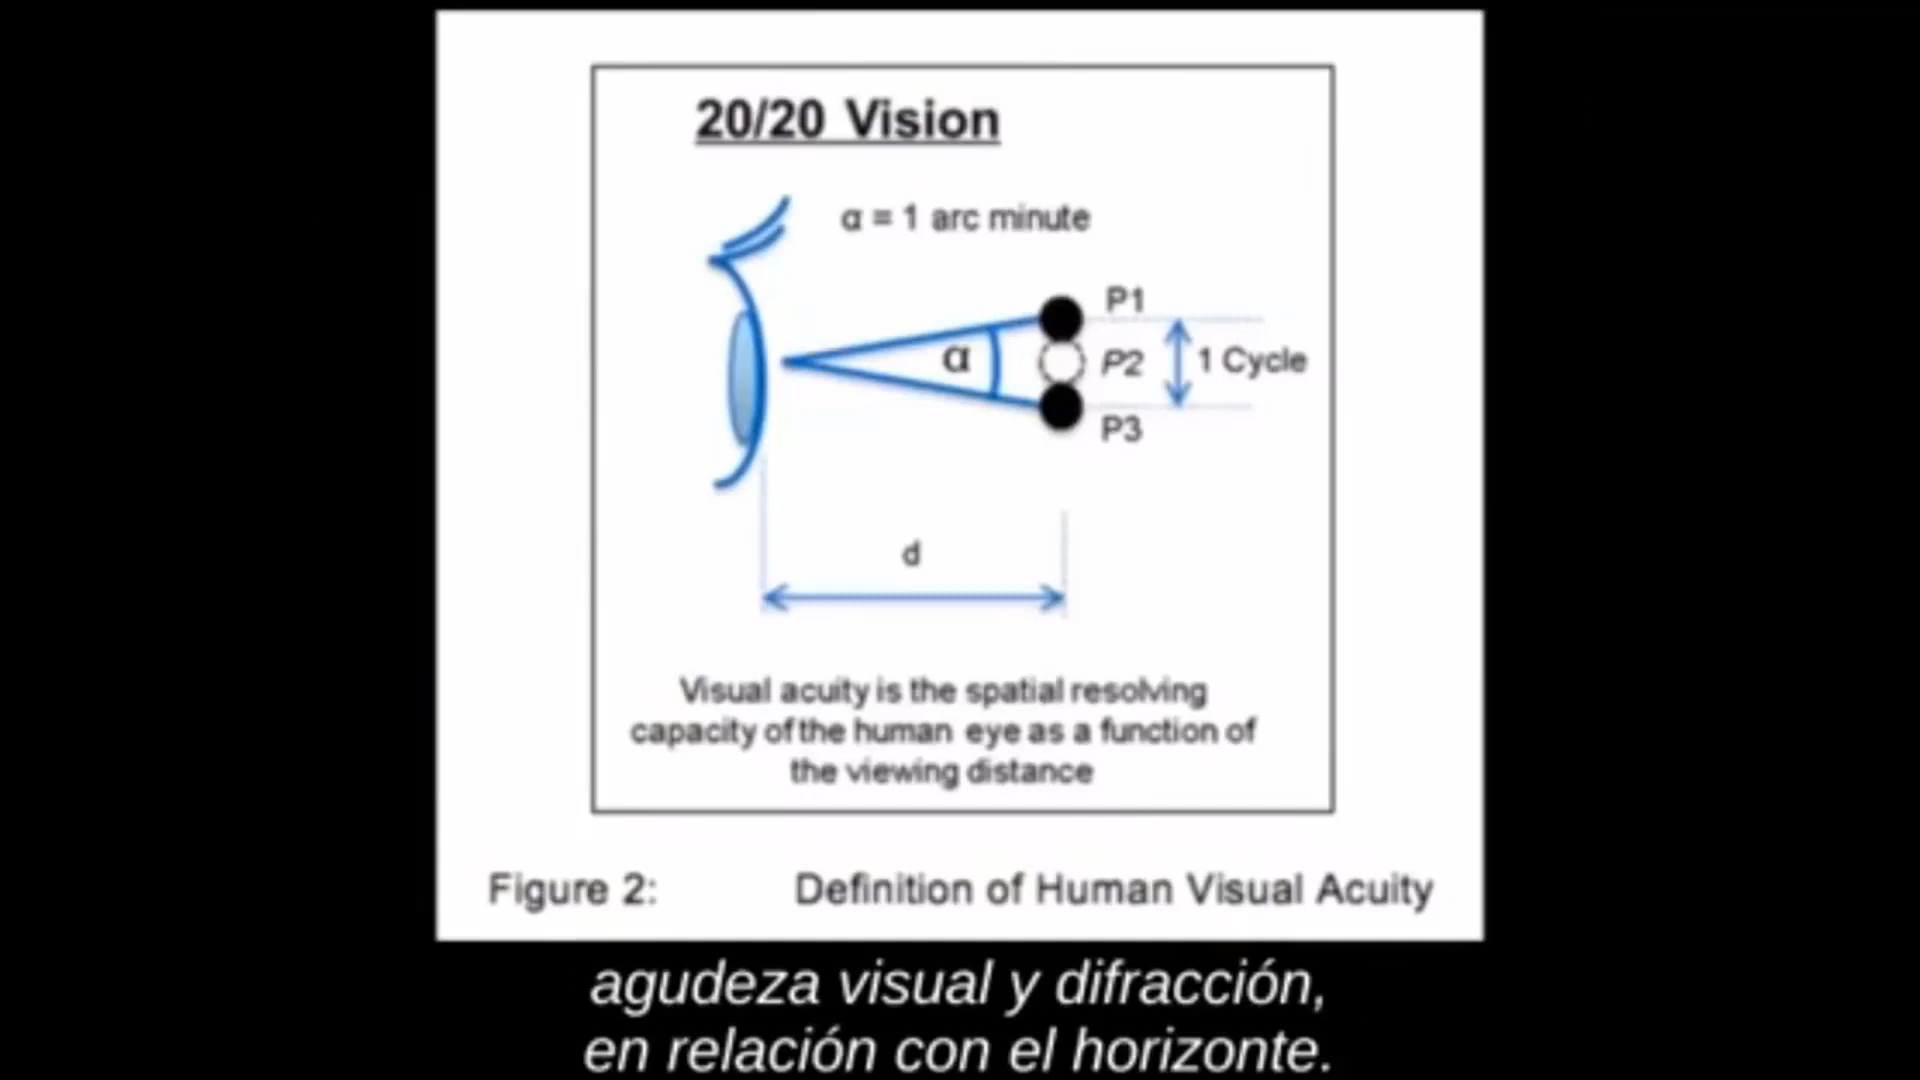 20/20 Vision
α = 1 arc minute
P1
α
P2
1 Cycle
P3
d
Visual acuity is the spatial resolving
capacity of the human eye as a function of
the viewing distance
Figure 2: Definition of Human Visual Acuity
agudeza visual y difracción,
en relación con el horizonte.